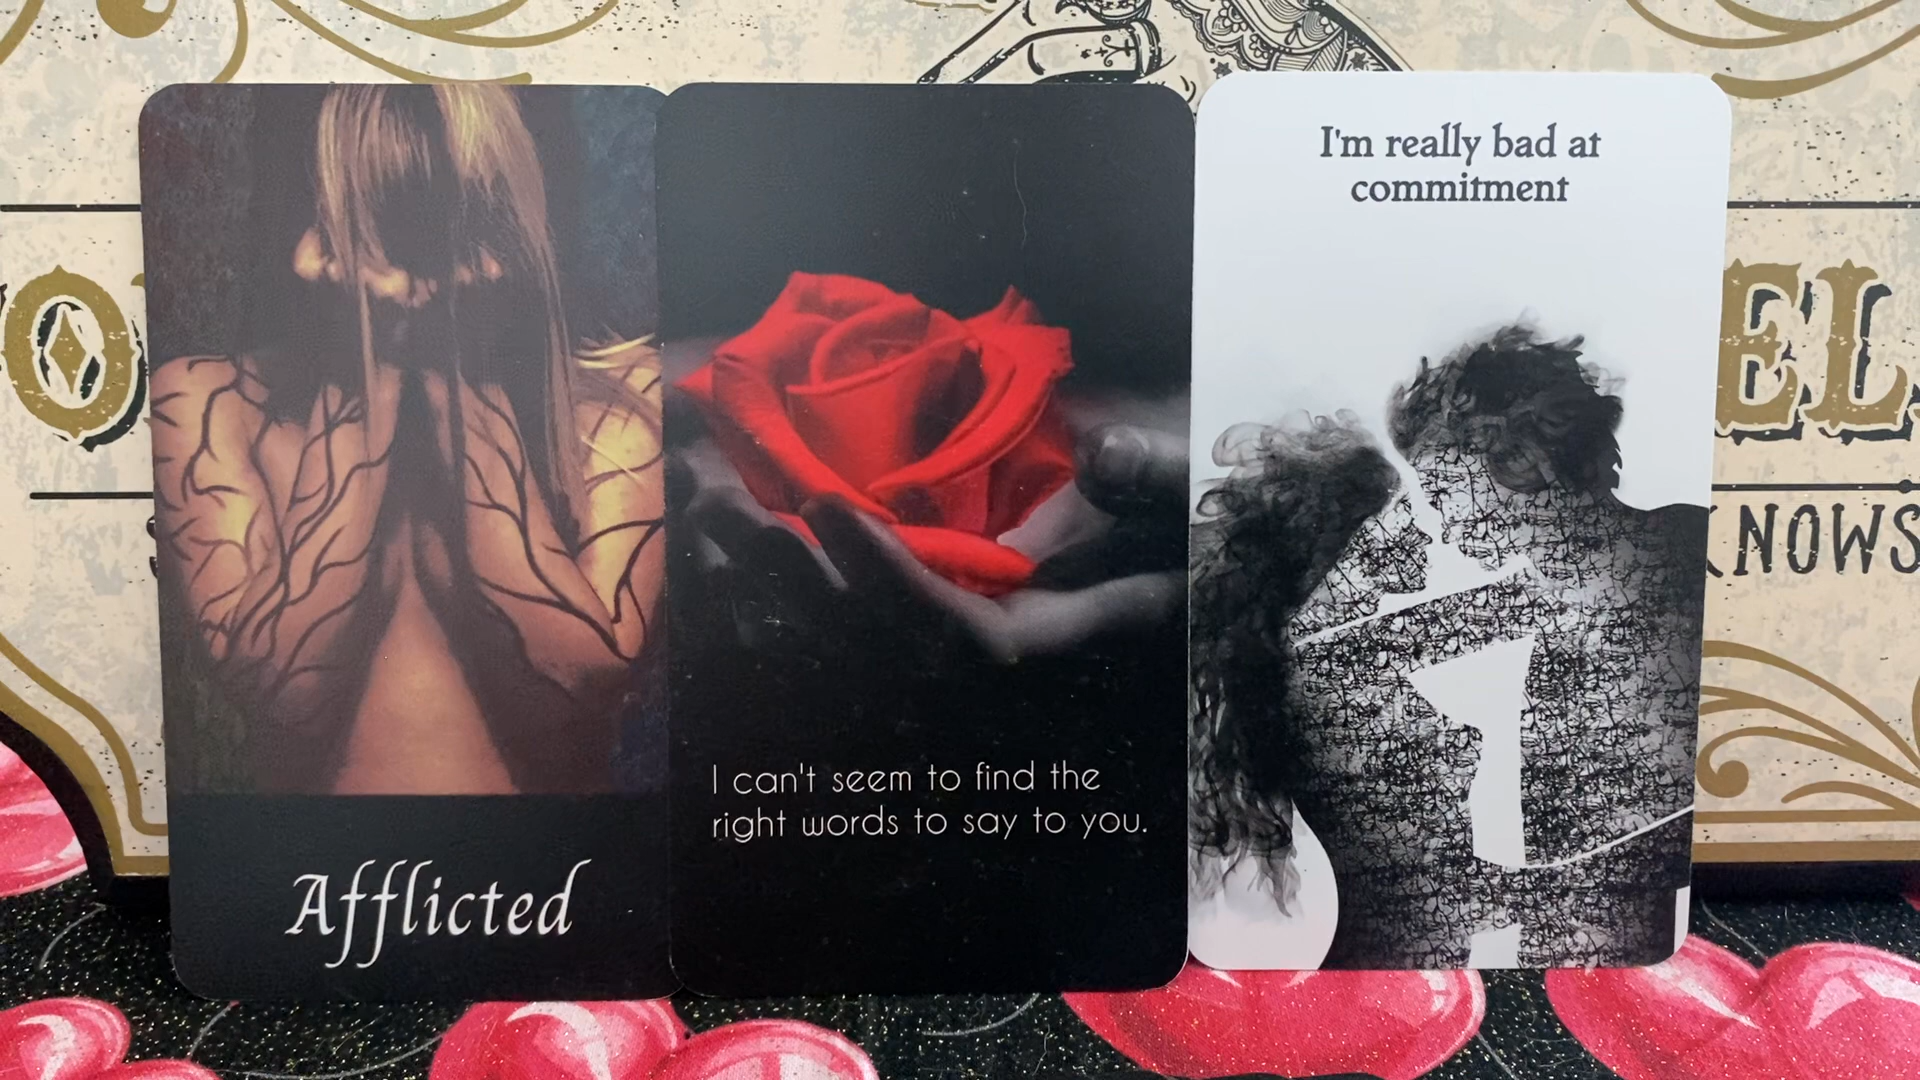 Afflicted
I can't seem to find the
right words to say to you.
I'm really bad at
commitment
KNOWS